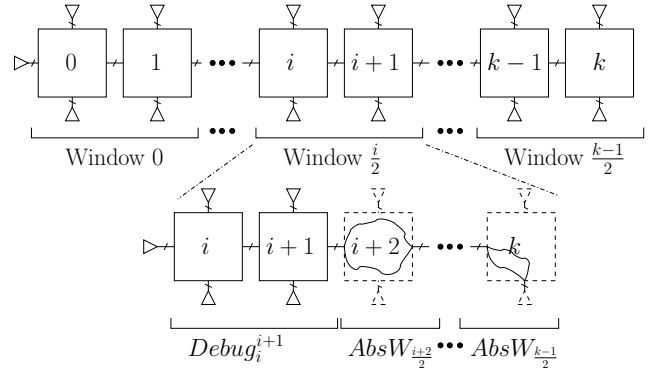 0 1 ••• i i + 1 ••• k − 1 k
••• •••
Window 0 Window i/2 Window k−1/2
i i + 1 i + 2 ••• k
Debug_i^{i+1} AbsW_{i+2/2} ••• AbsW_{k−1/2}